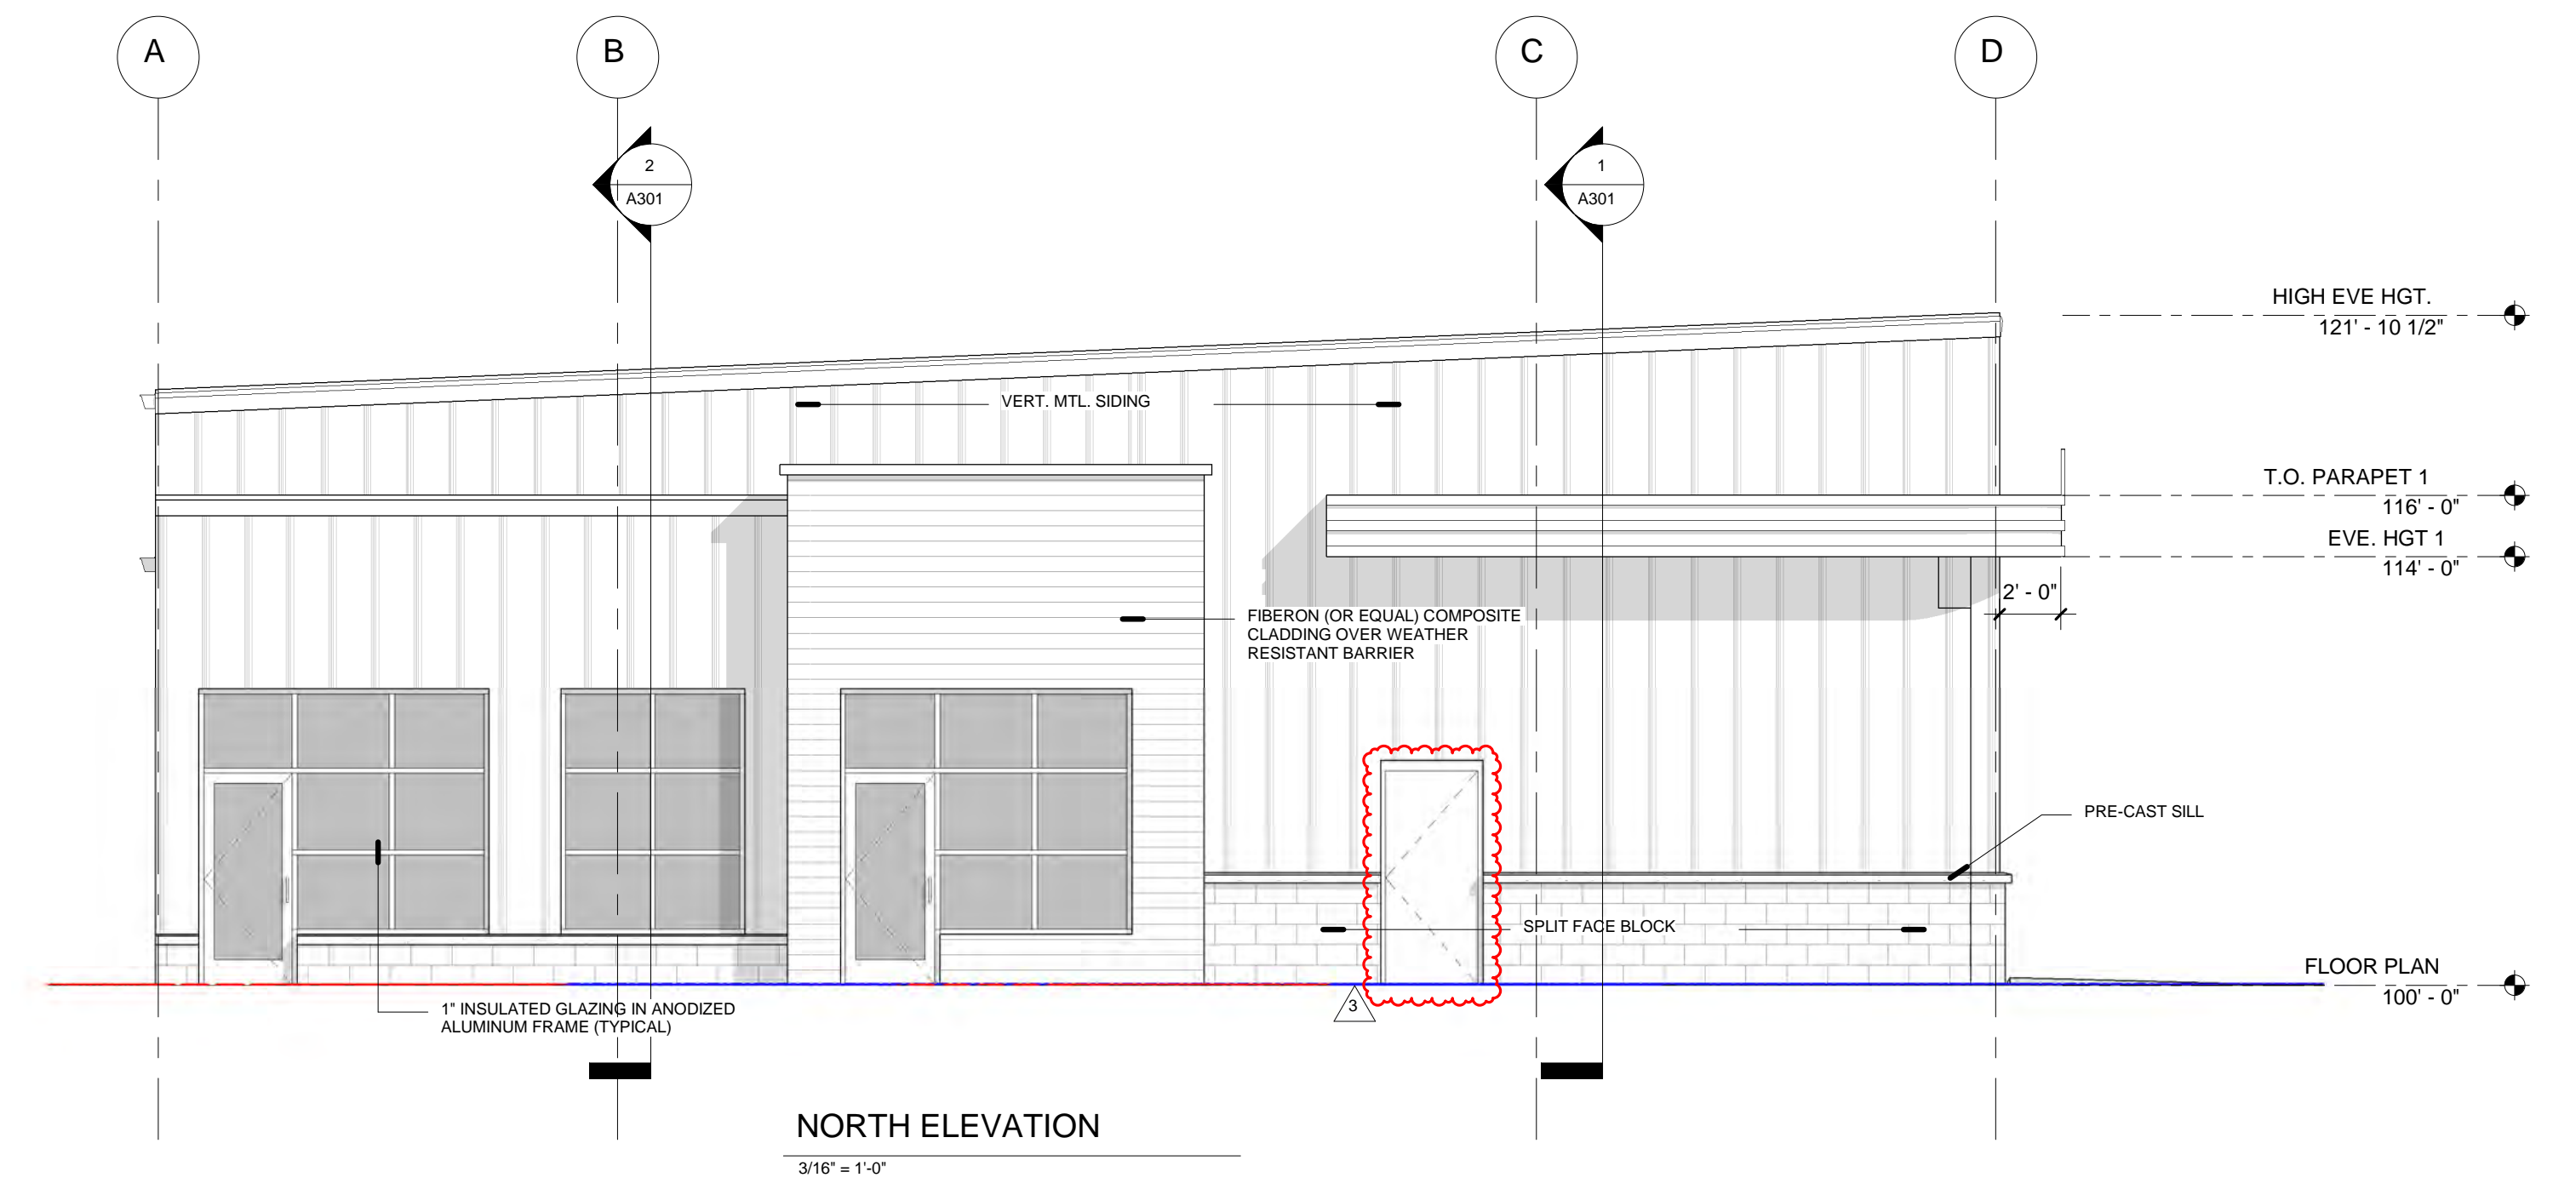 A
B
C
D
2
A301
1
A301
HIGH EVE HGT.
121' - 10 1/2"
VERT. MTL. SIDING
T.O. PARAPET 1
116' - 0"
EVE. HGT 1
114' - 0"
2' - 0"
FIBERON (OR EQUAL) COMPOSITE
CLADDING OVER WEATHER
RESISTANT BARRIER
PRE-CAST SILL
SPLIT FACE BLOCK
FLOOR PLAN
100' - 0"
3
1" INSULATED GLAZING IN ANODIZED
ALUMINUM FRAME (TYPICAL)
NORTH ELEVATION
3/16" = 1'-0"